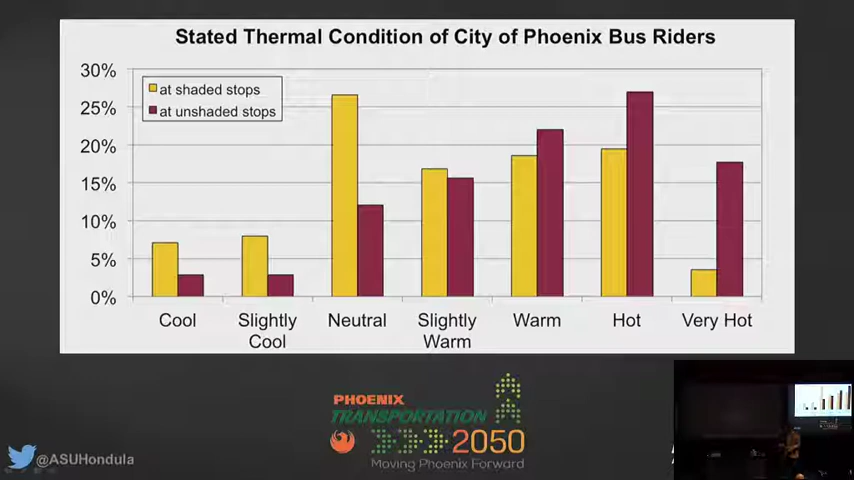 Stated Thermal Condition of City of Phoenix Bus Riders
30%
25%
20%
15%
10%
5%
0%
at shaded stops
at unshaded stops
Cool
Slightly Cool
Neutral
Slightly Warm
Warm
Hot
Very Hot
PHOENIX
TRANSPORTATION
2050
Moving Phoenix Forward
@ASUHondula